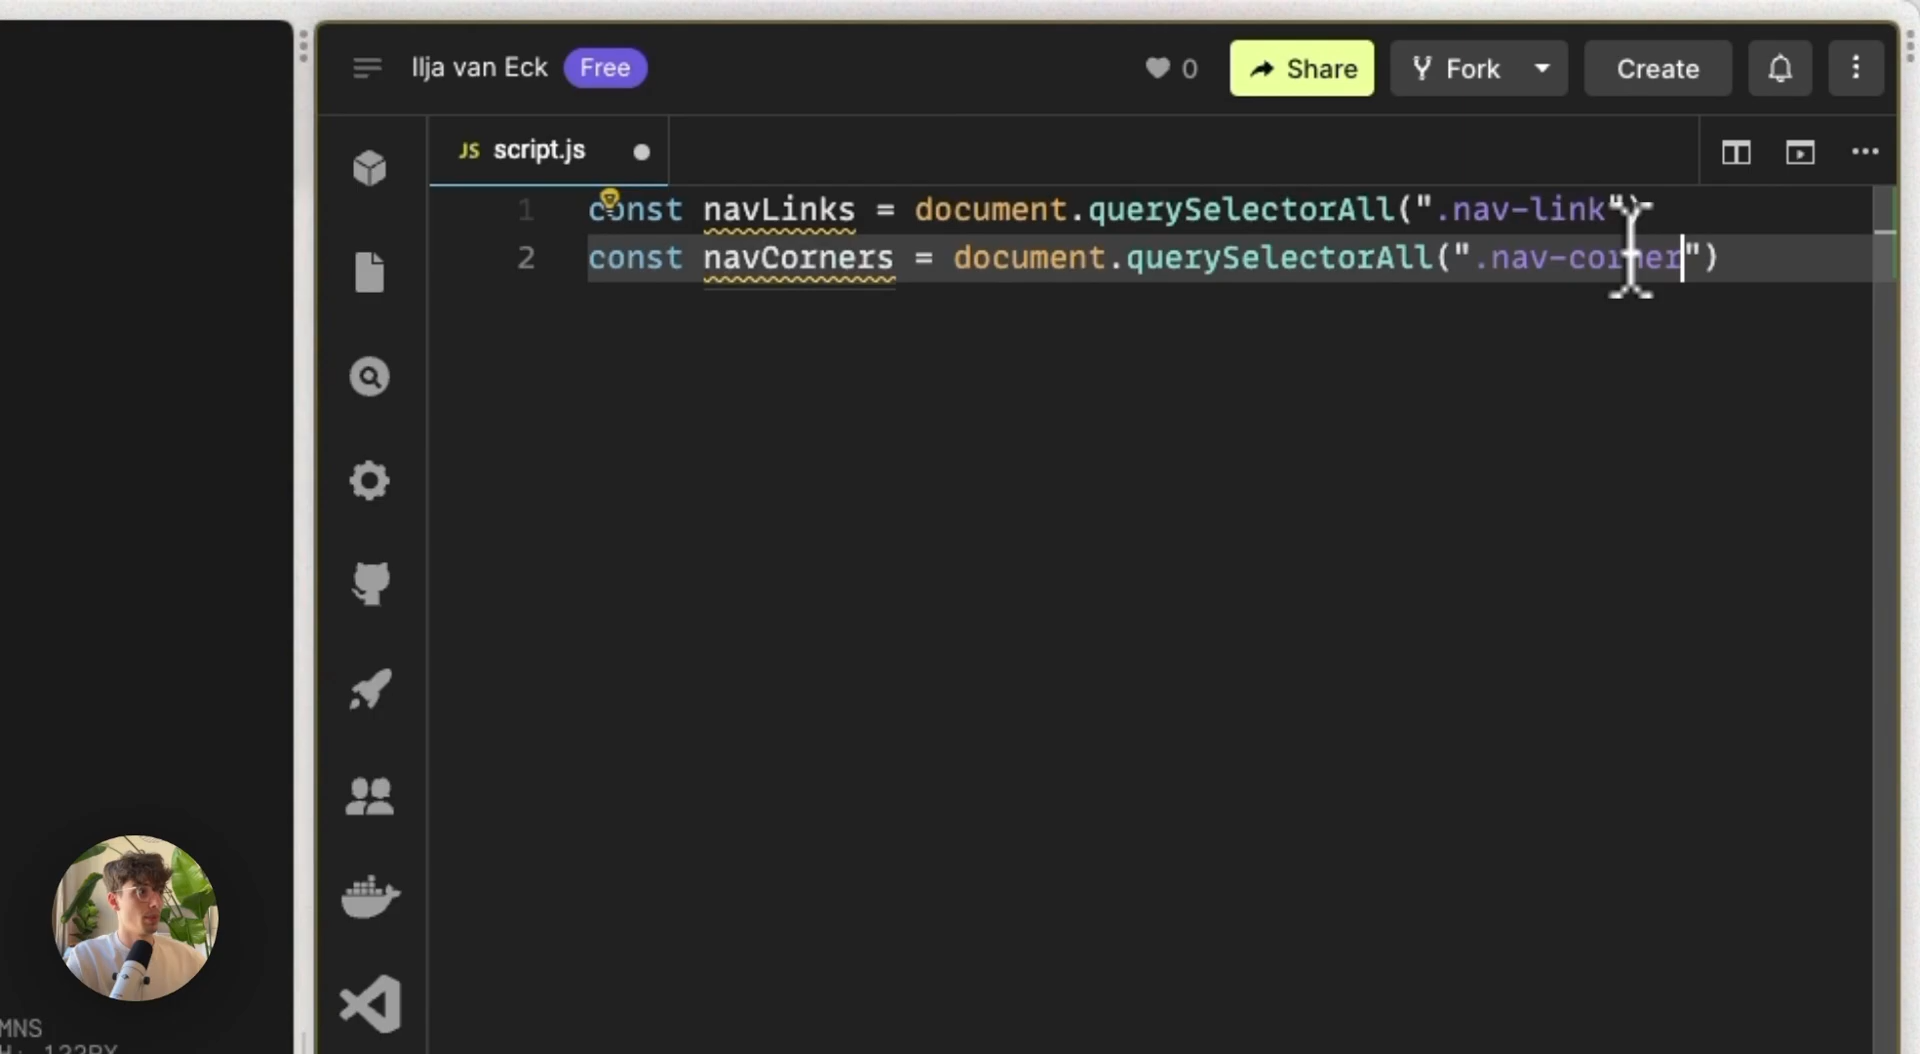 Ilja van Eck Free 0 Share Fork Create
JS script.js
1 const navLinks = document.querySelectorAll(".nav-link")
2 const navCorners = document.querySelectorAll(".nav-corner")
MNS